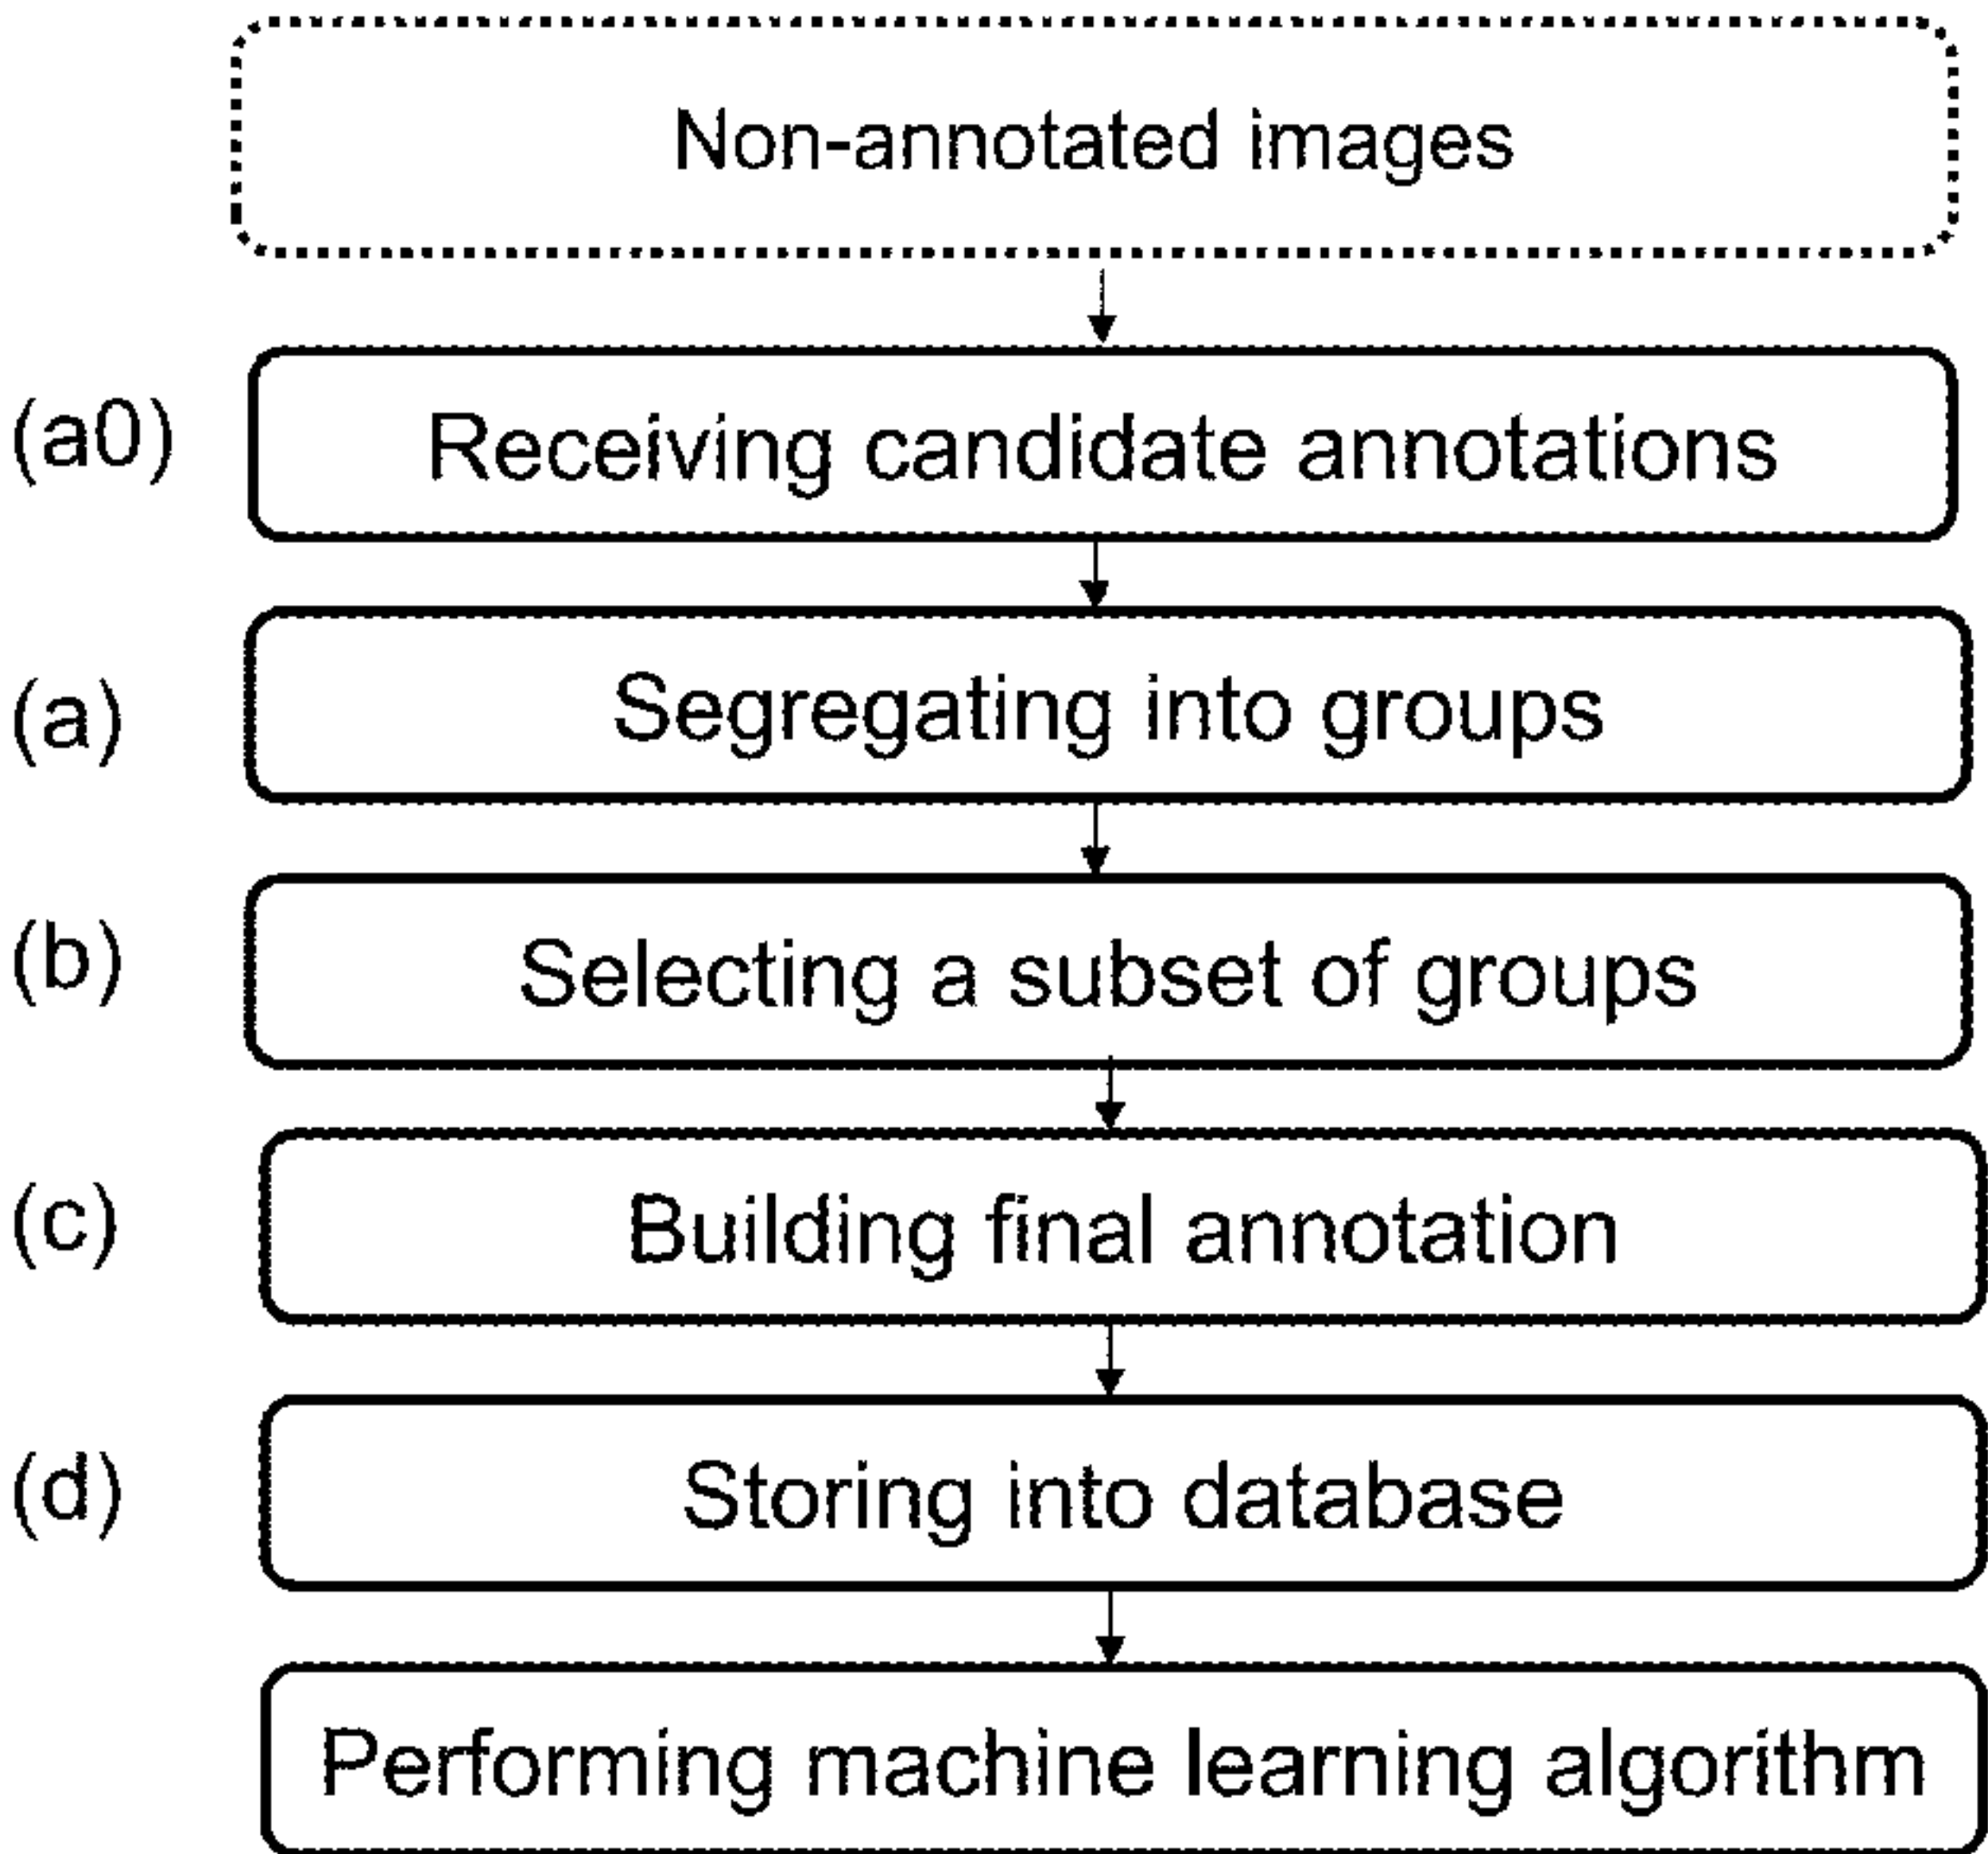 Non-annotated images
(a0) Receiving candidate annotations
(a) Segregating into groups
(b) Selecting a subset of groups
(c) Building final annotation
(d) Storing into database
Performing machine learning algorithm